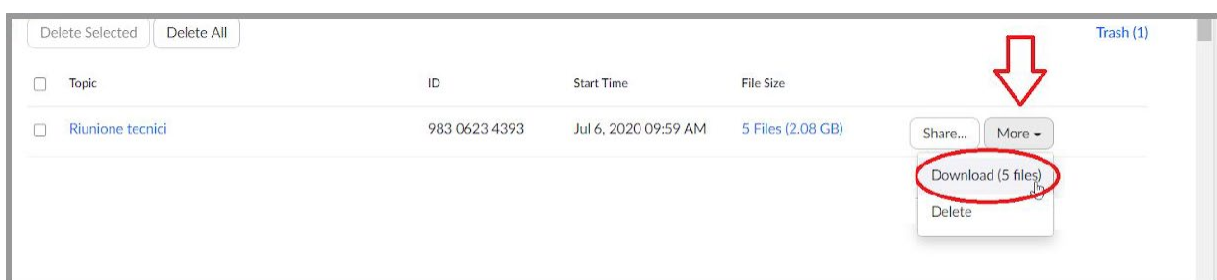 Delete Selected Delete All Trash (1)
Topic ID Start Time File Size
Riunione tecnici 983 0623 4393 Jul 6, 2020 09:59 AM 5 Files (2.08 GB) Share... More
Download (5 files)
Delete